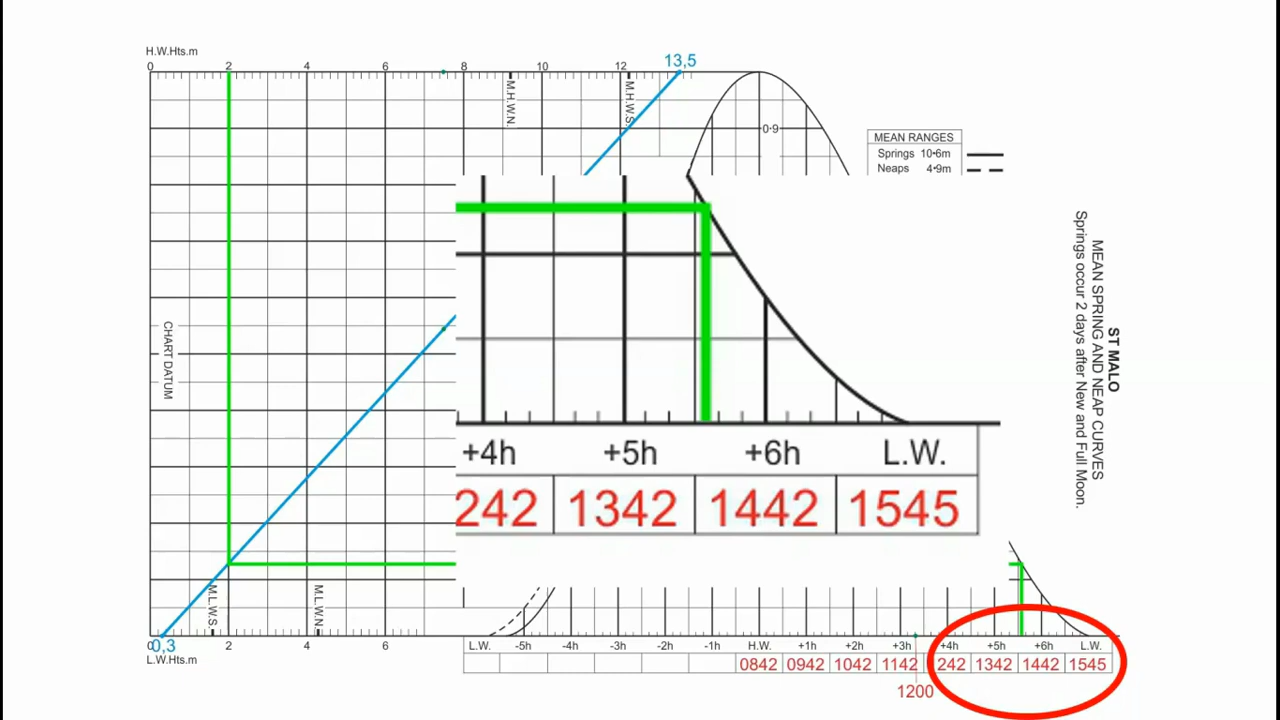 H.W.Hts.m
0 2 4 6 8 10 12 13,5
M.H.W.N.
M.H.W.S.
0·9
MEAN RANGES
Springs 10·6m
Neaps 4·9m
ST MALO
MEAN SPRING AND NEAP CURVES
Springs occur 2 days after New and Full Moon.
CHART DATUM
+4h +5h +6h L.W.
242 1342 1442 1545
M.L.W.S.
M.L.W.N.
0,3
0 2 4 6
L.W.Hts.m
L.W. -5h -4h -3h -2h -1h H.W. +1h +2h +3h +4h +5h +6h L.W.
0842 0942 1042 1142 242 1342 1442 1545
1200